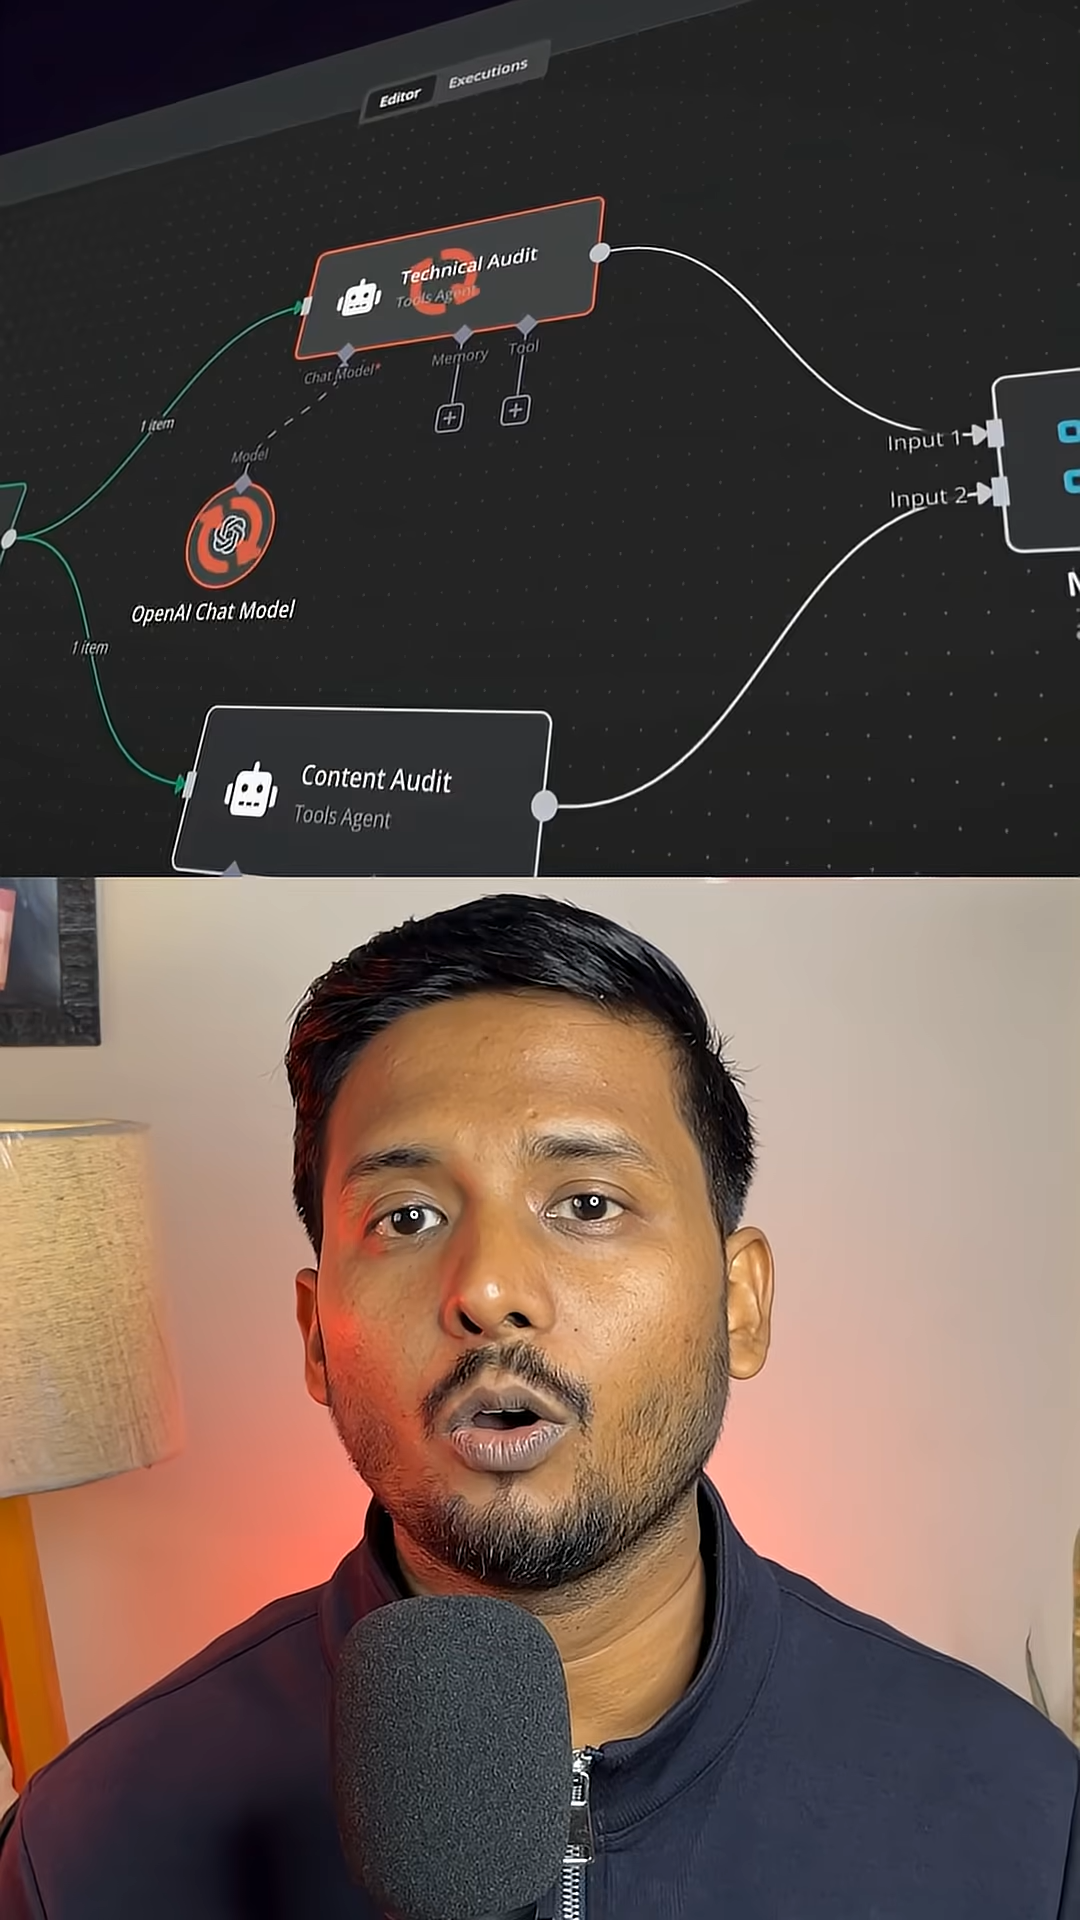 Editor
Executions
Technical Audit
Tools Agent
Chat Model*
Memory
Tool
1 item
Model
Input 1
Input 2
OpenAI Chat Model
1 item
Content Audit
Tools Agent